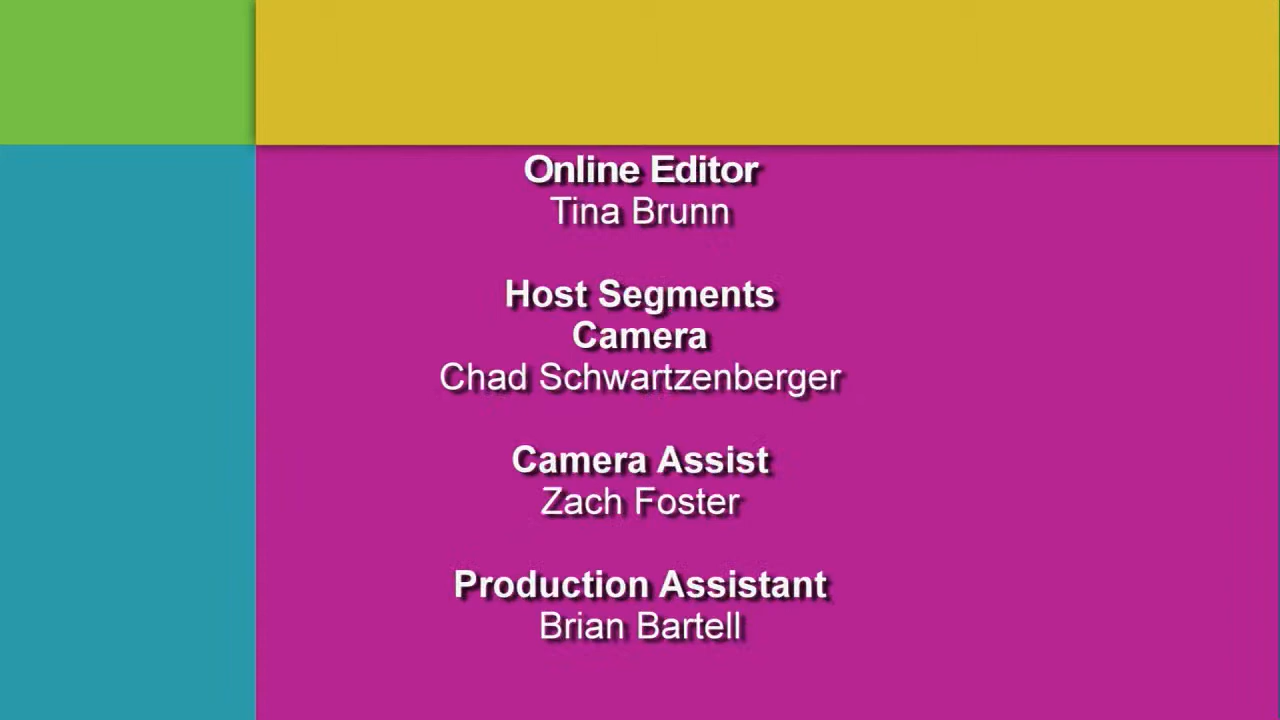 Online Editor
Tina Brunn
Host Segments
Camera
Chad Schwartzenberger
Camera Assist
Zach Foster
Production Assistant
Brian Bartell